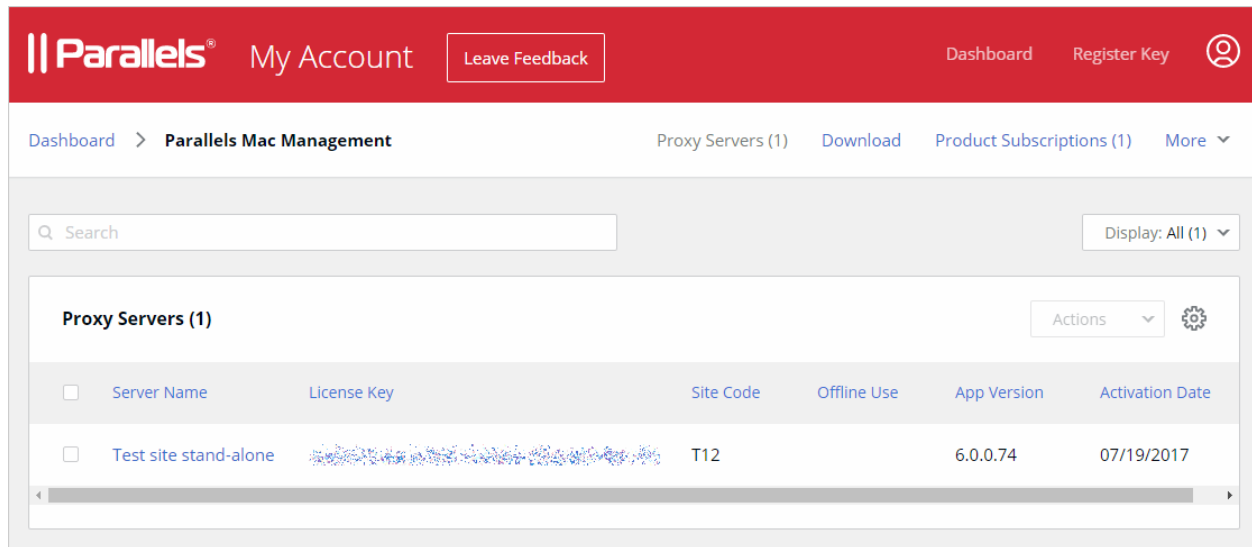 Parallels® My Account Leave Feedback Dashboard Register Key
Dashboard > Parallels Mac Management Proxy Servers (1) Download Product Subscriptions (1) More
Search Display: All (1)
Proxy Servers (1) Actions
Server Name License Key Site Code Offline Use App Version Activation Date
Test site stand-alone T12 6.0.0.74 07/19/2017